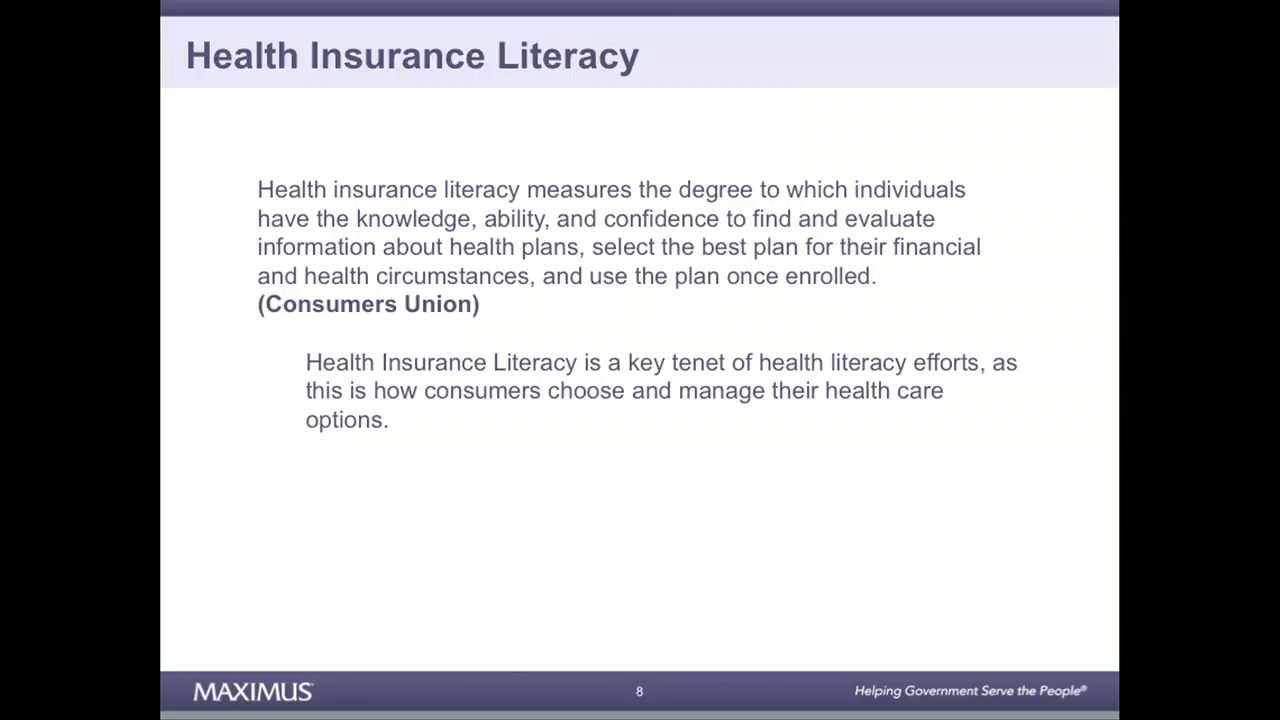 Health Insurance Literacy
Health insurance literacy measures the degree to which individuals
have the knowledge, ability, and confidence to find and evaluate
information about health plans, select the best plan for their financial
and health circumstances, and use the plan once enrolled.
(Consumers Union)
Health Insurance Literacy is a key tenet of health literacy efforts, as
this is how consumers choose and manage their health care
options.
MAXIMUS
8
Helping Government Serve the People®